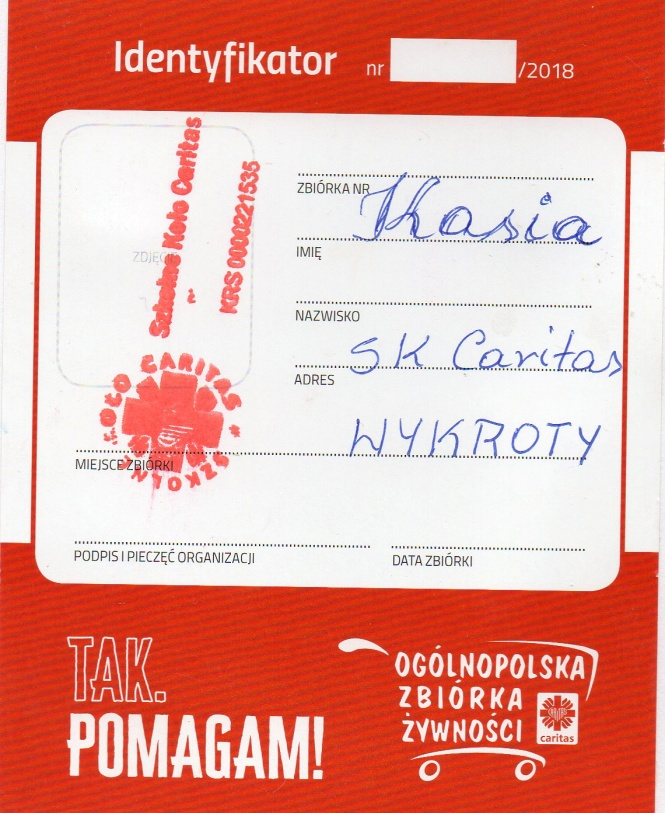 Identyfikator nr /2018
ZBIÓRKA NR
Kasia
IMIĘ
NAZWISKO
SK Caritas
ADRES
WYKROTY
MIEJSCE ZBIÓRKI
PODPIS I PIECZĘĆ ORGANIZACJI
DATA ZBIÓRKI
ZDJĘCIE
Szkolne Koło Caritas
KRS 0000221535
KOŁO CARITAS * SZKOLNE
TAK.
POMAGAM!
OGÓLNOPOLSKA
ZBIÓRKA
ŻYWNOŚCI
caritas